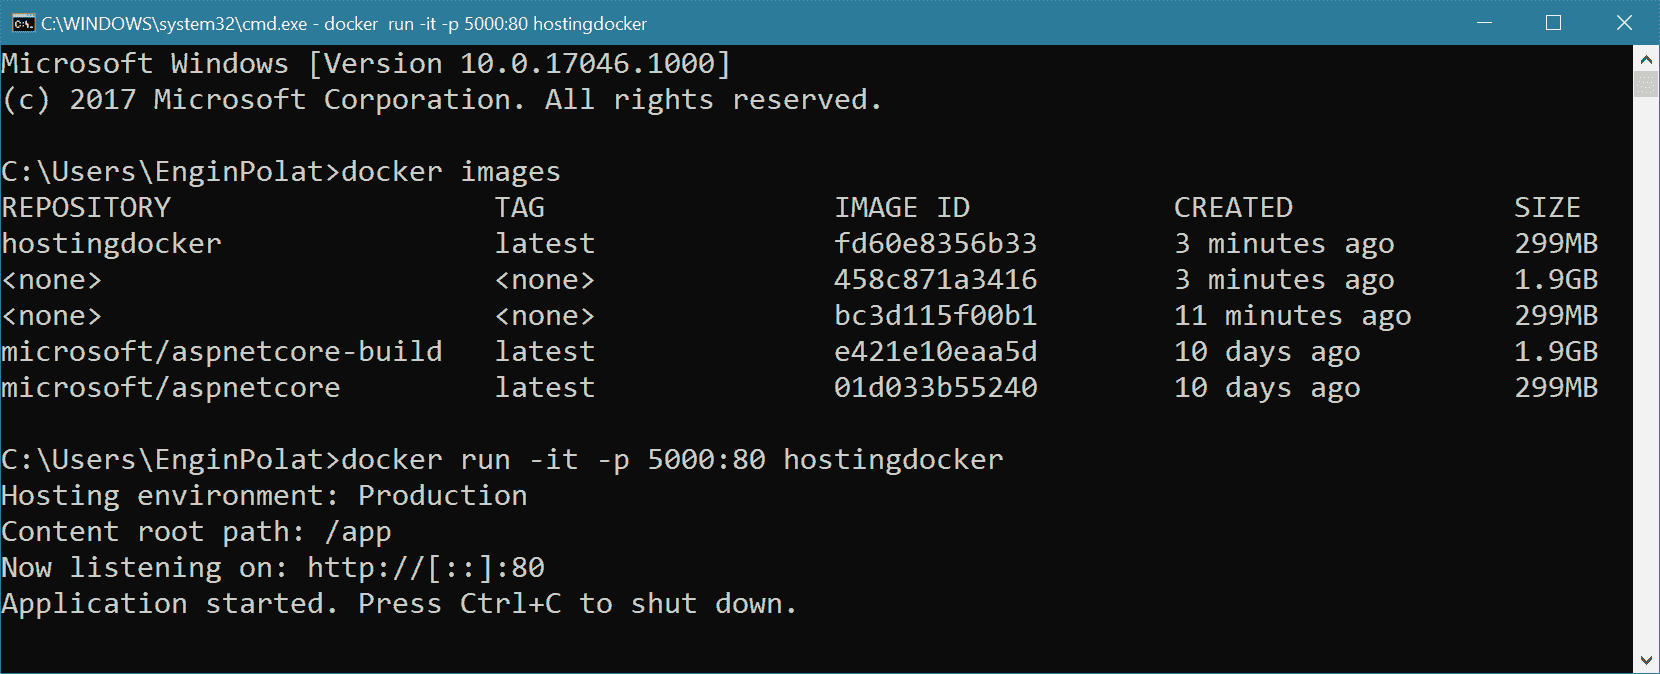 C:\WINDOWS\system32\cmd.exe - docker  run -it -p 5000:80 hostingdocker
Microsoft Windows [Version 10.0.17046.1000]
(c) 2017 Microsoft Corporation. All rights reserved.
C:\Users\EnginPolat>docker images
REPOSITORY                   TAG                 IMAGE ID            CREATED             SIZE
hostingdocker                latest              fd60e8356b33        3 minutes ago       299MB
<none>                       <none>              458c871a3416        3 minutes ago       1.9GB
<none>                       <none>              bc3d115f00b1        11 minutes ago      299MB
microsoft/aspnetcore-build   latest              e421e10eaa5d        10 days ago         1.9GB
microsoft/aspnetcore         latest              01d033b55240        10 days ago         299MB
C:\Users\EnginPolat>docker run -it -p 5000:80 hostingdocker
Hosting environment: Production
Content root path: /app
Now listening on: http://[::]:80
Application started. Press Ctrl+C to shut down.